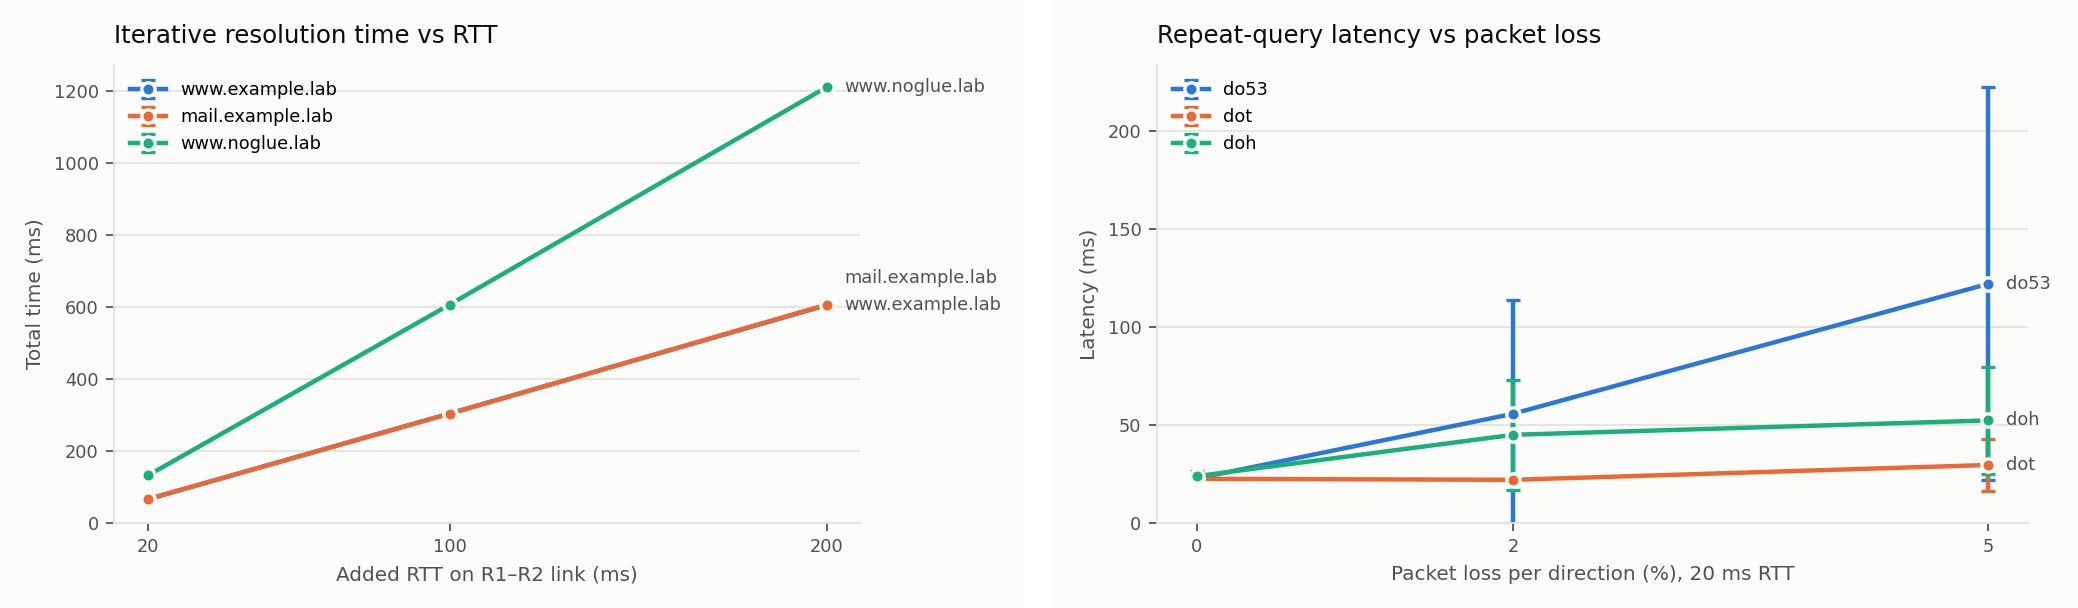 Iterative resolution time vs RTT
www.example.lab
mail.example.lab
www.noglue.lab
Total time (ms)
1200
1000
800
600
400
200
0
www.noglue.lab
mail.example.lab
www.example.lab
20
100
200
Added RTT on R1–R2 link (ms)
Repeat-query latency vs packet loss
do53
dot
doh
Latency (ms)
200
150
100
50
0
do53
doh
dot
0
2
5
Packet loss per direction (%), 20 ms RTT